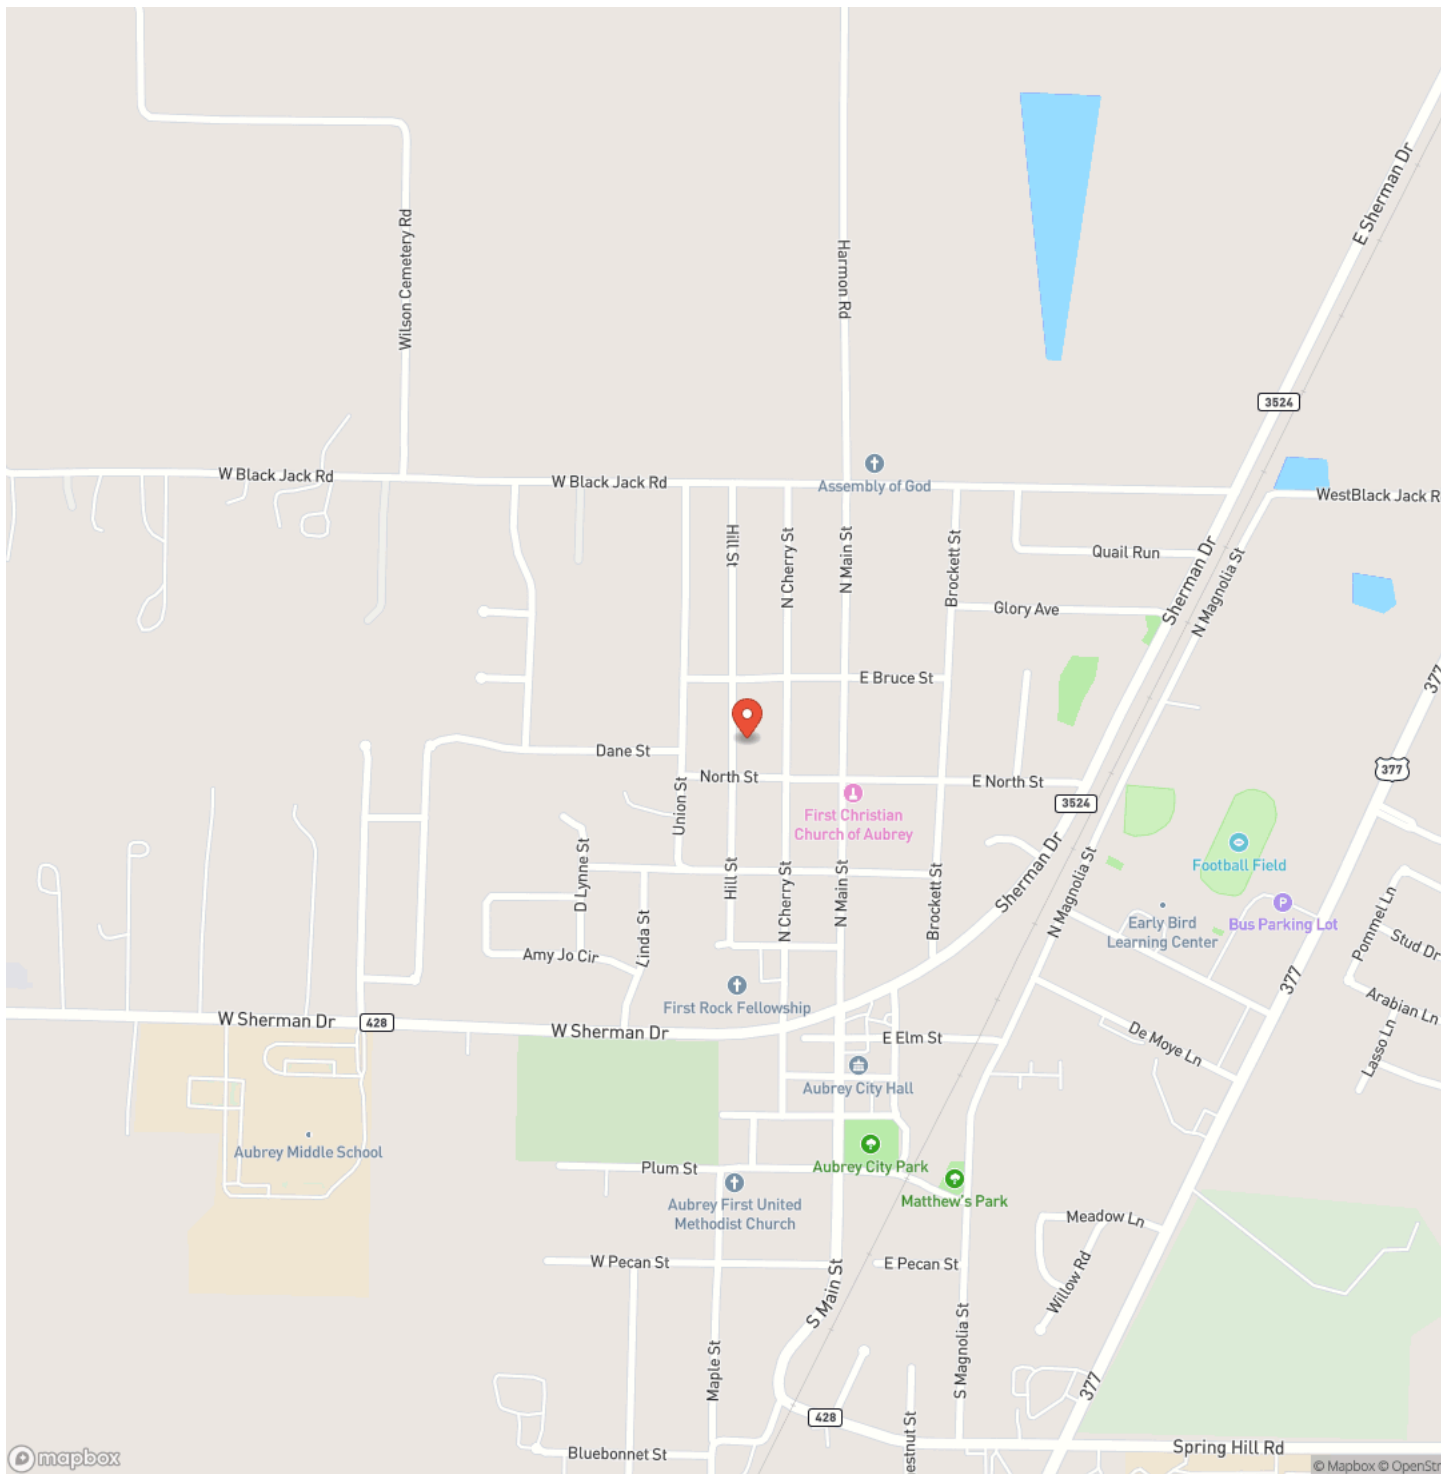 E Sherman Dr
Wilson Cemetery Rd
Harmon Rd
3524
W Black Jack Rd
W Black Jack Rd
Assembly of God
WestBlack Jack R
Hill St
N Cherry St
N Main St
Brockett St
Quail Run
Sherman Dr
N Magnolia St
Glory Ave
E Bruce St
377
Dane St
North St
E North St
377
Union St
3524
First Christian
Church of Aubrey
Football Field
D Lynne St
Hill St
N Cherry St
N Main St
Brockett St
Sherman Dr
N Magnolia St
Early Bird
Learning Center
Bus Parking Lot
Pommel Ln
Stud Dr
Linda St
Amy Jo Cir
377
Arabian Ln
First Rock Fellowship
W Sherman Dr
428
W Sherman Dr
E Elm St
De Moye Ln
Lasso Ln
Aubrey City Hall
Aubrey Middle School
Plum St
Aubrey City Park
Matthew's Park
Aubrey First United
Methodist Church
Meadow Ln
W Pecan St
E Pecan St
Willow Rd
S Main St
Maple St
S Magnolia St
377
428
estnut St
Bluebonnet St
Spring Hill Rd
mapbox
© Mapbox © OpenStr
P